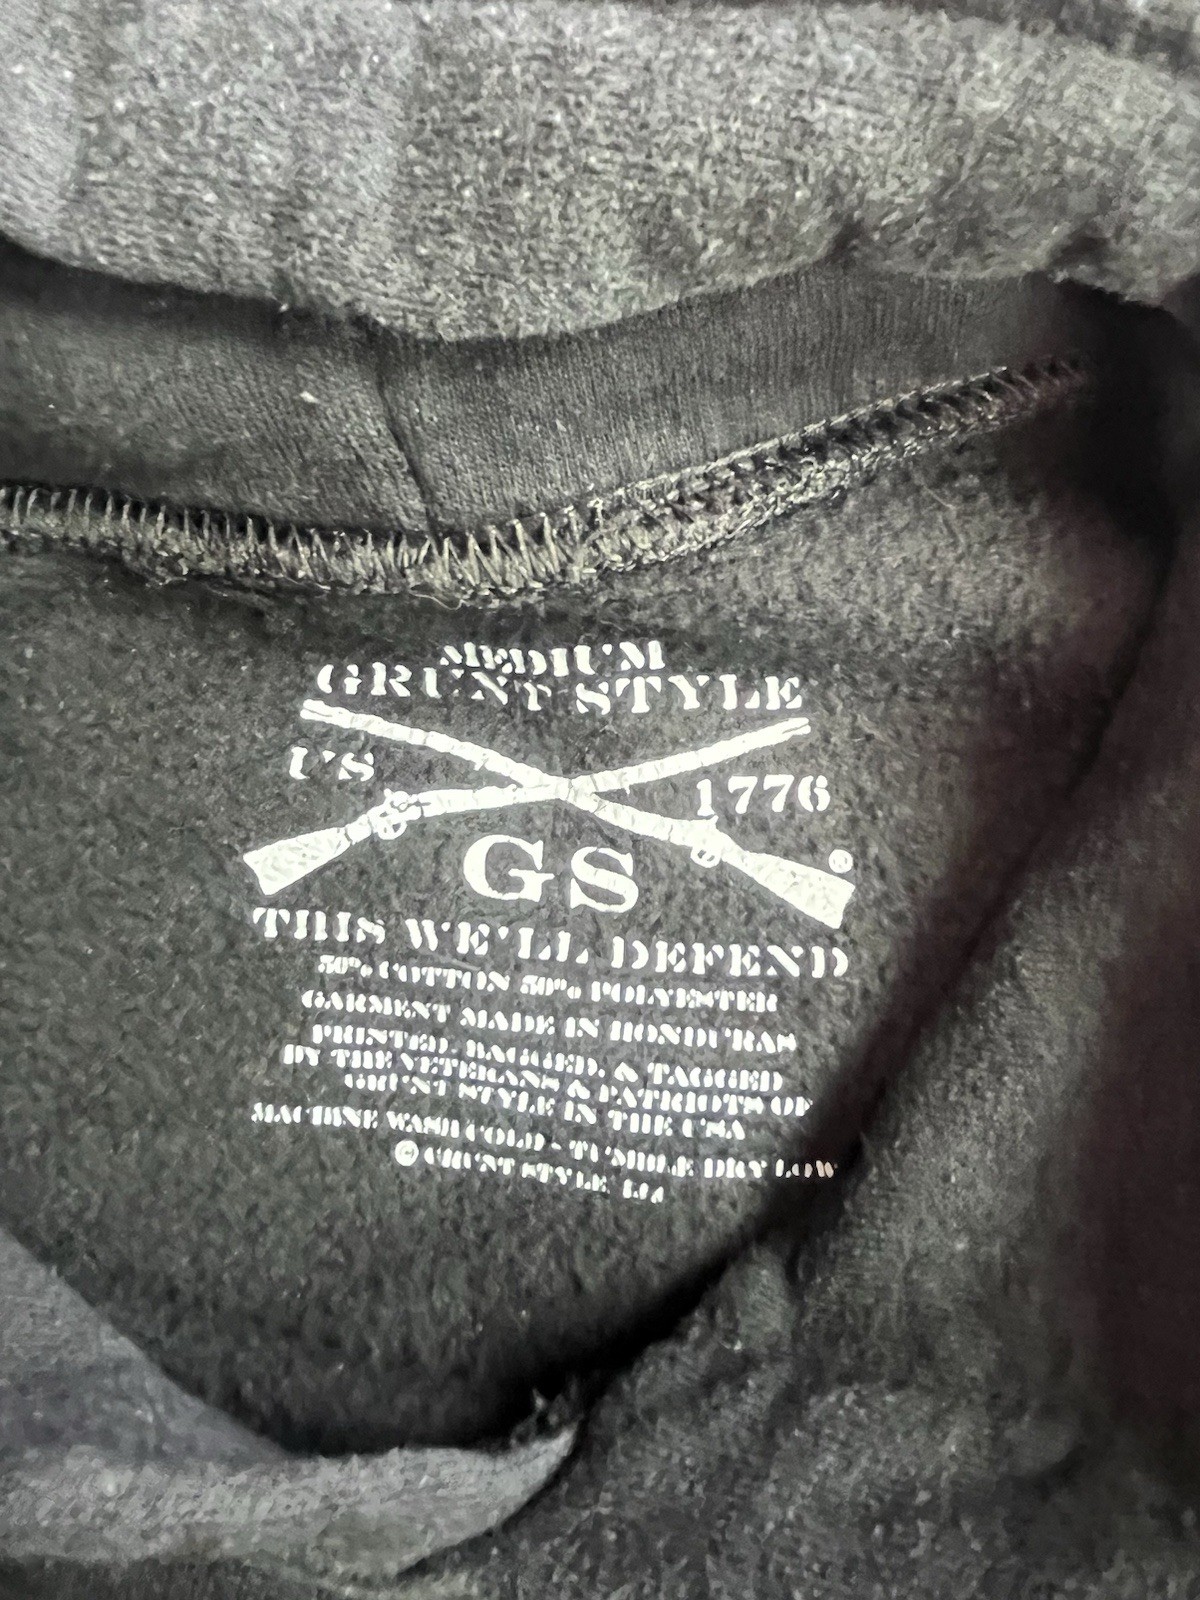 MEDIUM
GRUNT STYLE
US 1776
®
GS
THIS WE'LL DEFEND
50% COTTON 50% POLYESTER
GARMENT MADE IN HONDURAS
PRINTED, BAGGED, & TAGGED
BY THE VETERANS & PATRIOTS OF
GRUNT STYLE IN THE USA
MACHINE WASH COLD - TUMBLE DRY LOW
© GRUNT STYLE